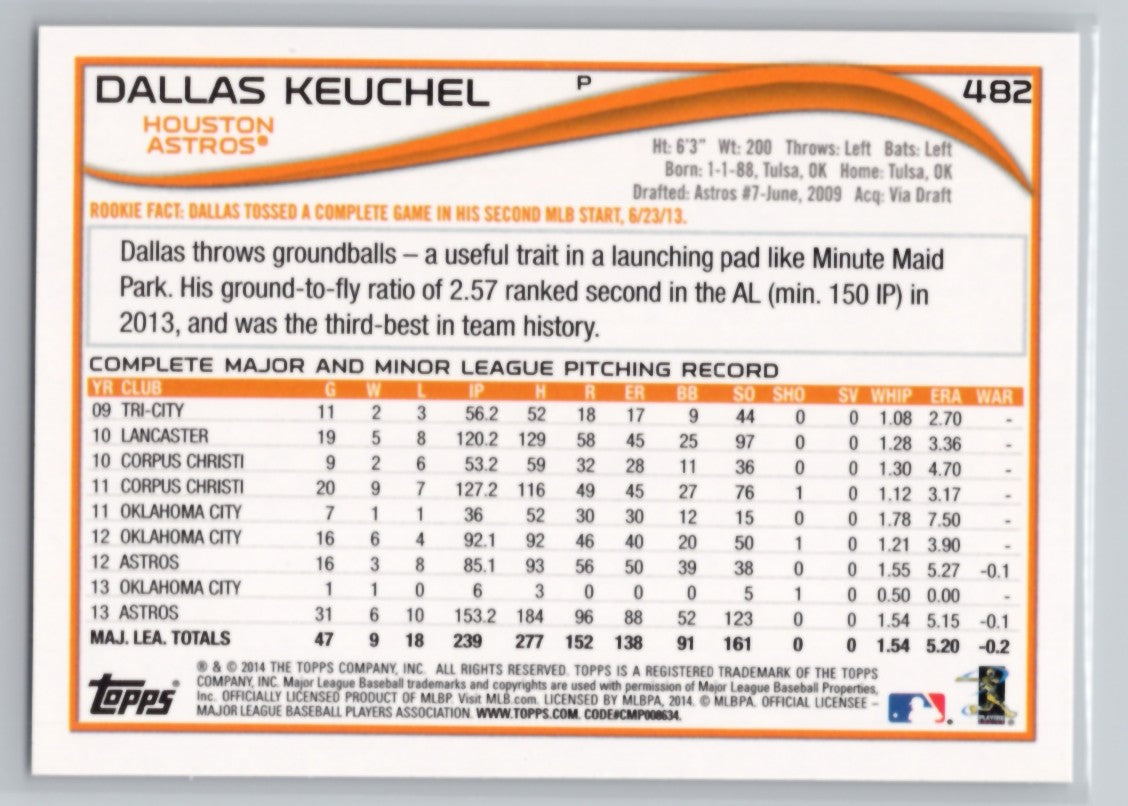 DALLAS KEUCHEL P 482
HOUSTON
ASTROS®
Ht: 6'3" Wt: 200 Throws: Left Bats: Left
Born: 1-1-88, Tulsa, OK Home: Tulsa, OK
Drafted: Astros #7-June, 2009 Acq: Via Draft
ROOKIE FACT: DALLAS TOSSED A COMPLETE GAME IN HIS SECOND MLB START, 6/23/13.
Dallas throws groundballs – a useful trait in a launching pad like Minute Maid
Park. His ground-to-fly ratio of 2.57 ranked second in the AL (min. 150 IP) in
2013, and was the third-best in team history.
COMPLETE MAJOR AND MINOR LEAGUE PITCHING RECORD
YR CLUB G W L IP H R ER BB SO SHO SV WHIP ERA WAR
09 TRI-CITY 11 2 3 56.2 52 18 17 9 44 0 0 1.08 2.70 -
10 LANCASTER 19 5 8 120.2 129 58 45 25 97 0 0 1.28 3.36 -
10 CORPUS CHRISTI 9 2 6 53.2 59 32 28 11 36 0 0 1.30 4.70 -
11 CORPUS CHRISTI 20 9 7 127.2 116 49 45 27 76 1 0 1.12 3.17 -
11 OKLAHOMA CITY 7 1 1 36 52 30 30 12 15 0 0 1.78 7.50 -
12 OKLAHOMA CITY 16 6 4 92.1 92 46 40 20 50 1 0 1.21 3.90 -
12 ASTROS 16 3 8 85.1 93 56 50 39 38 0 0 1.55 5.27 -0.1
13 OKLAHOMA CITY 1 1 0 6 3 0 0 0 5 1 0 0.50 0.00 -
13 ASTROS 31 6 10 153.2 184 96 88 52 123 0 0 1.54 5.15 -0.1
MAJ. LEA. TOTALS 47 9 18 239 277 152 138 91 161 0 0 1.54 5.20 -0.2
topps®
® & © 2014 THE TOPPS COMPANY, INC. ALL RIGHTS RESERVED. TOPPS IS A REGISTERED TRADEMARK OF THE TOPPS
COMPANY, INC. Major League Baseball trademarks and copyrights are used with permission of Major League Baseball Properties,
Inc. OFFICIALLY LICENSED PRODUCT OF MLBP. Visit MLB.com. LICENSED BY MLBPA, 2014. © MLBPA. OFFICIAL LICENSEE –
MAJOR LEAGUE BASEBALL PLAYERS ASSOCIATION. WWW.TOPPS.COM. CODE#CMP008634.